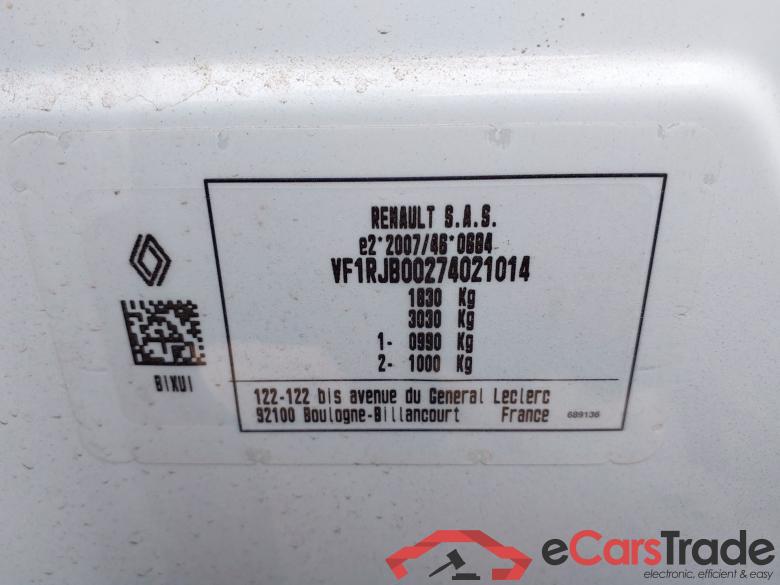 RENAULT S.A.S.
e2*2007/46*0684
VF1RJB00274021014
1830 Kg
3030 Kg
1- 0990 Kg
2- 1000 Kg
BIXUI
122-122 bis avenue du General Leclerc
92100 Boulogne-Billancourt France 689136
eCarsTrade
electronic, efficient & easy